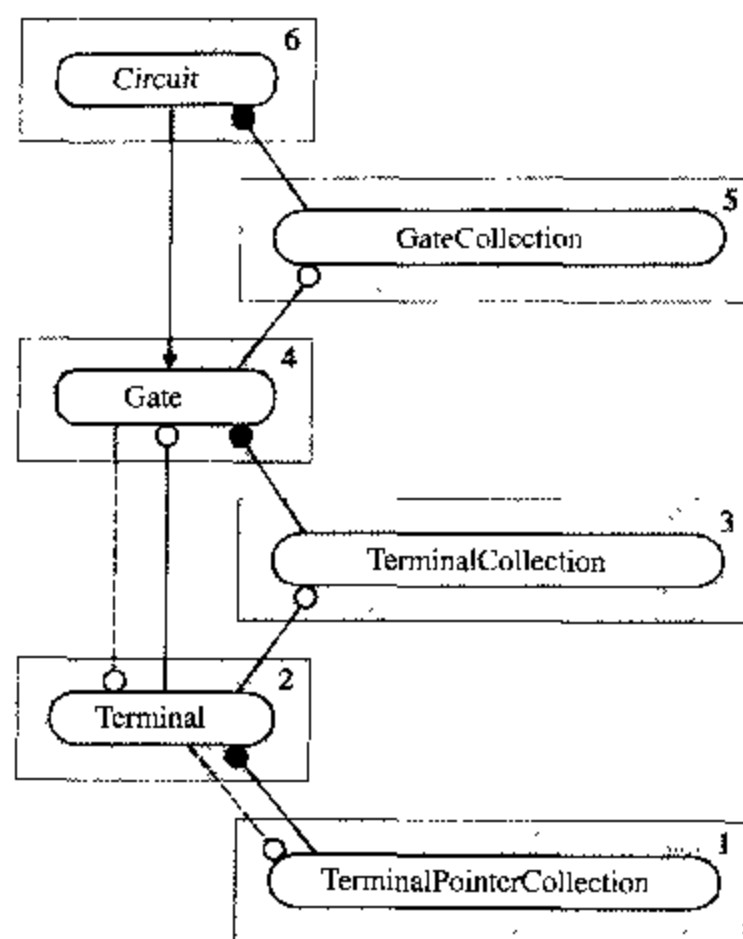 6
Circuit
5
GateCollection
4
Gate
3
TerminalCollection
2
Terminal
1
TerminalPointerCollection